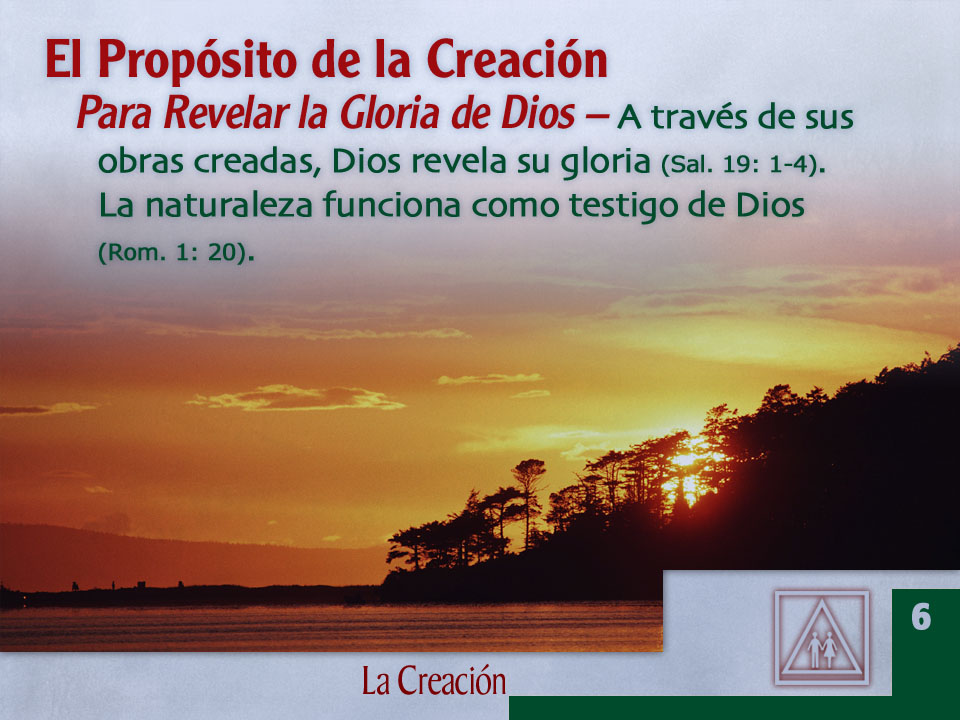 El Propósito de la Creación
Para Revelar la Gloria de Dios – A través de sus
obras creadas, Dios revela su gloria (Sal. 19: 1-4).
La naturaleza funciona como testigo de Dios
(Rom. 1: 20).
6
La Creación